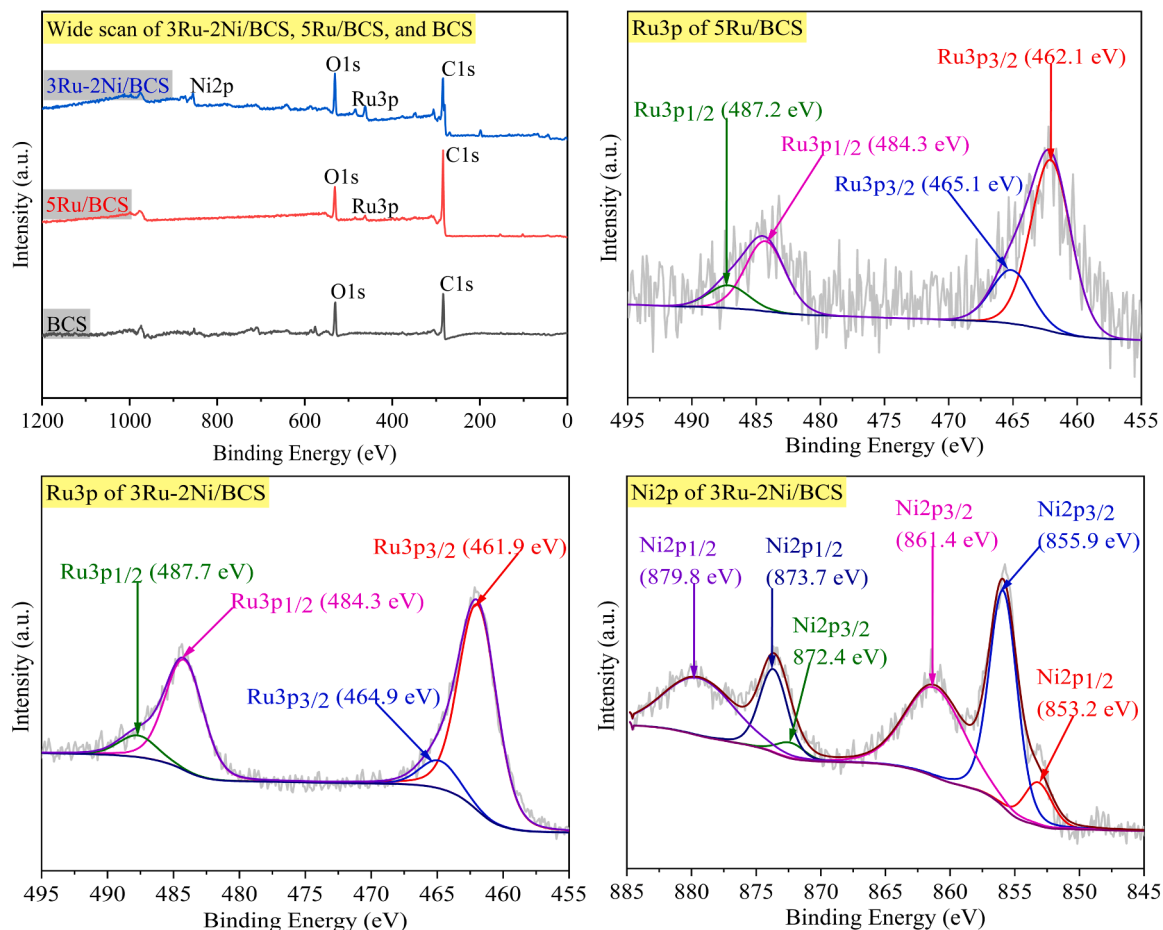 Wide scan of 3Ru-2Ni/BCS, 5Ru/BCS, and BCS
3Ru-2Ni/BCS
Ni2p
O1s
Ru3p
C1s
5Ru/BCS
O1s
Ru3p
C1s
BCS
O1s
C1s
Intensity (a.u.)
1200 1000 800 600 400 200 0
Binding Energy (eV)
Ru3p of 5Ru/BCS
Ru3p3/2 (462.1 eV)
Ru3p1/2 (487.2 eV)
Ru3p1/2 (484.3 eV)
Ru3p3/2 (465.1 eV)
Intensity (a.u.)
495 490 485 480 475 470 465 460 455
Binding Energy (eV)
Ru3p of 3Ru-2Ni/BCS
Ru3p3/2 (461.9 eV)
Ru3p1/2 (487.7 eV)
Ru3p1/2 (484.3 eV)
Ru3p3/2 (464.9 eV)
Intensity (a.u.)
495 490 485 480 475 470 465 460 455
Binding Energy (eV)
Ni2p of 3Ru-2Ni/BCS
Ni2p1/2
(879.8 eV)
Ni2p1/2
(873.7 eV)
Ni2p3/2
872.4 eV)
Ni2p3/2
(861.4 eV)
Ni2p3/2
(855.9 eV)
Ni2p1/2
(853.2 eV)
Intensity (a.u.)
885 880 875 870 865 860 855 850 845
Binding Energy (eV)